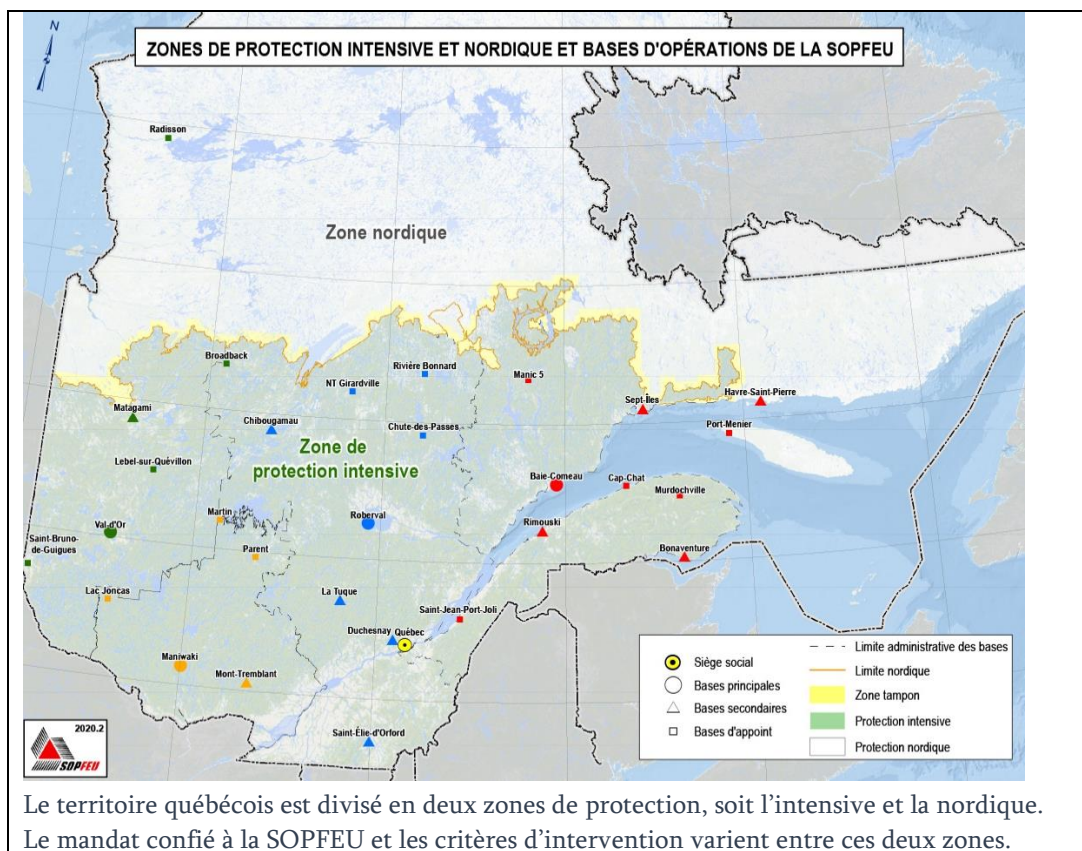 N
ZONES DE PROTECTION INTENSIVE ET NORDIQUE ET BASES D'OPÉRATIONS DE LA SOPFEU
Radisson
Zone nordique
Broadback
Rivière Bonnard
NT Girardville
Manic 5
Matagami
Chibougamau
Sept-Îles
Havre-Saint-Pierre
Chute-des-Passes
Port-Menier
Zone de
protection intensive
Lebel-sur-Quévillon
Baie-Comeau
Cap-Chat
Murdochville
Martin
Roberval
Rimouski
Val-d'Or
Saint-Bruno-
de-Guigues
Parent
Bonaventure
Lac Joncas
La Tuque
Saint-Jean-Port-Joli
Duchesnay
Québec
Maniwaki
Mont-Tremblant
Saint-Élie-d'Orford
Siège social
Bases principales
Bases secondaires
Bases d'appoint
Limite administrative des bases
Limite nordique
Zone tampon
Protection intensive
Protection nordique
2020.2
SOPFEU
Le territoire québécois est divisé en deux zones de protection, soit l’intensive et la nordique.
Le mandat confié à la SOPFEU et les critères d’intervention varient entre ces deux zones.